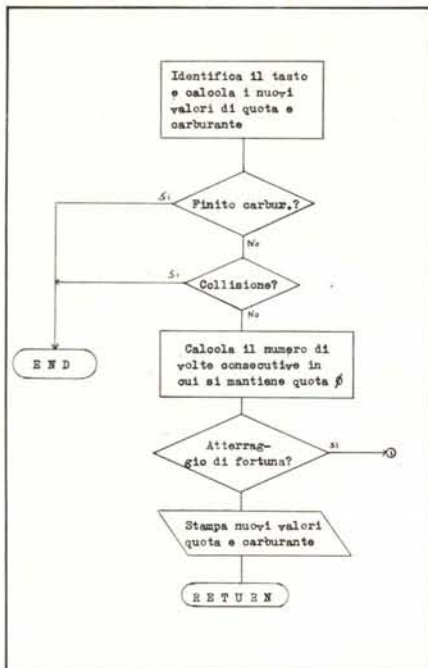 Identifica il tasto
e calcola i nuovi
valori di quota e
carburante
Si
Finito carbur.?
No
Si
Collisione?
No
END
Calcola il numero di
volte consecutive in
cui si mantiene quota Ø
Atterrag-
gio di fortuna?
si
1
Stampa nuovi valori
quota e carburante
RETURN